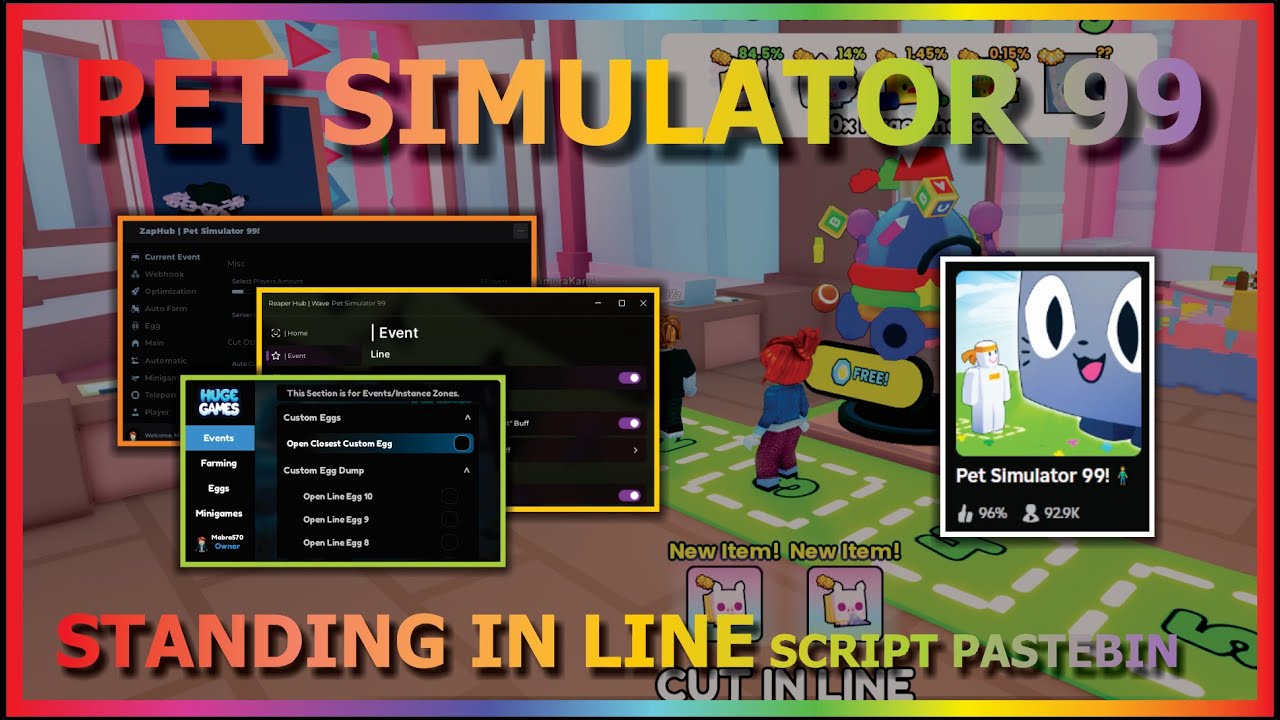 PET SIMULATOR 99
84.5%
14%
1.45%
0.15%
??
ZapHub | Pet Simulator 99!
Current Event
Webhook
Optimization
Auto Farm
Egg
Main
Automatic
Teleport
Player
Misc
Select Players Amount
Reaper Hub | Wave Pet Simulator 99
| Home
| Event
| Event
Line
Buff
HUGE
GAMES
Events
Farming
Eggs
Minigames
Mabra570
Owner
This Section is for Events/Instance Zones.
Custom Eggs
Open Closest Custom Egg
Custom Egg Dump
Open Line Egg 10
Open Line Egg 9
Open Line Egg 8
FREE!
Pet Simulator 99!
96%
92.9K
New Item! New Item!
3
5
STANDING IN LINE SCRIPT PASTEBIN
CUT IN LINE